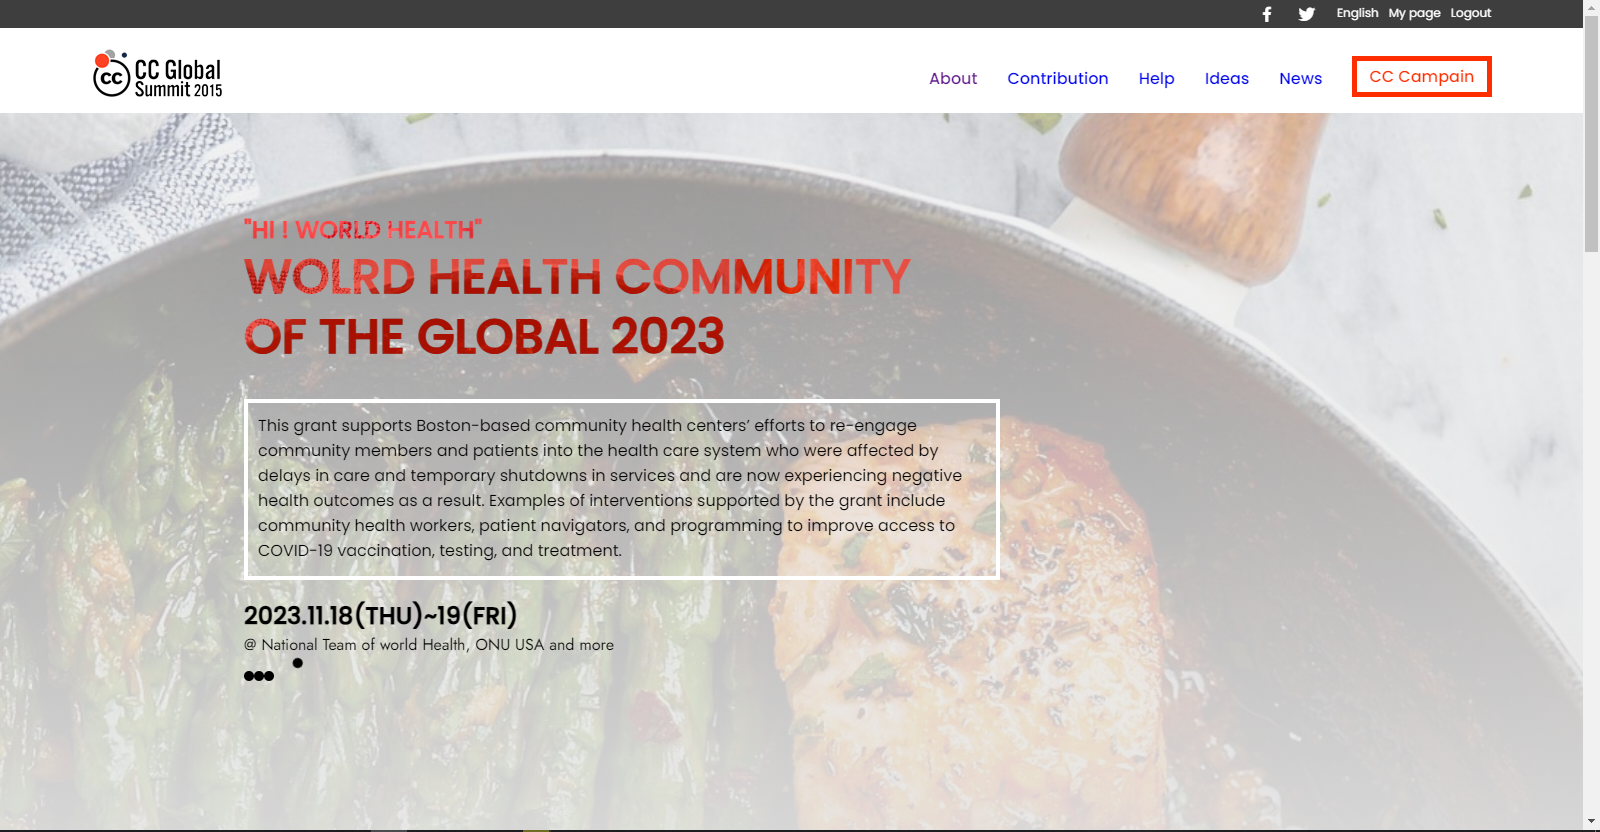 English My page Logout
CC Global
Summit 2015
cc
About Contribution Help Ideas News CC Campain
"HI ! WORLD HEALTH"
WOLRD HEALTH COMMUNITY
OF THE GLOBAL 2023
This grant supports Boston-based community health centers’ efforts to re-engage
community members and patients into the health care system who were affected by
delays in care and temporary shutdowns in services and are now experiencing negative
health outcomes as a result. Examples of interventions supported by the grant include
community health workers, patient navigators, and programming to improve access to
COVID-19 vaccination, testing, and treatment.
2023.11.18(THU)~19(FRI)
@ National Team of world Health, ONU USA and more